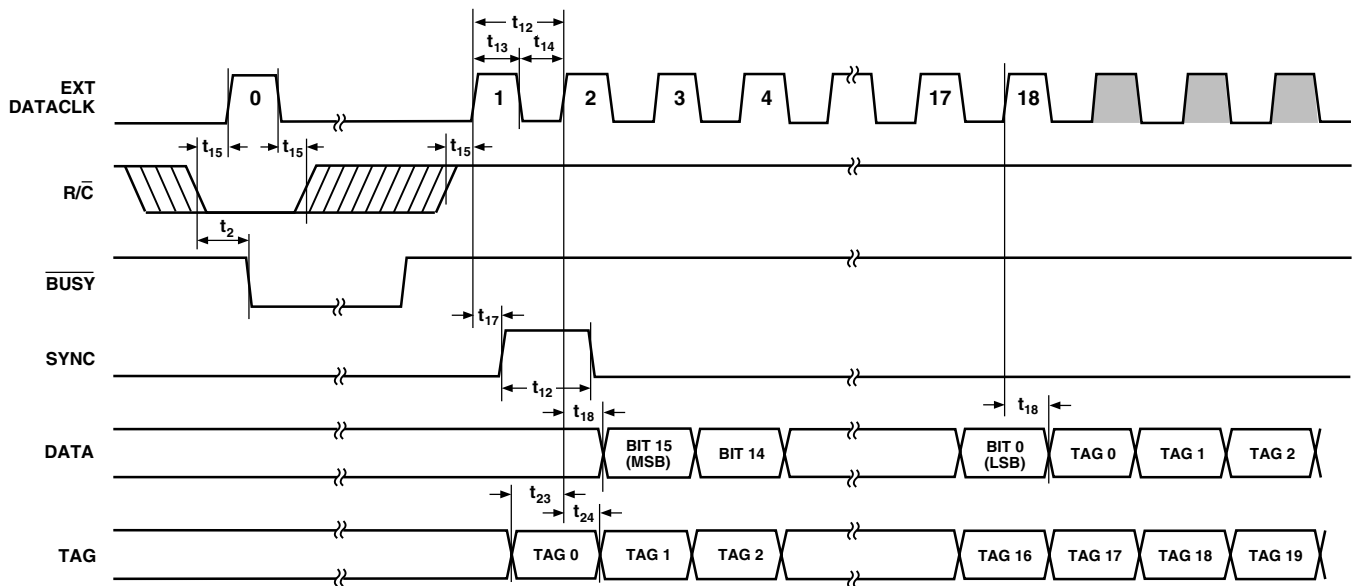 t12
t13 t14
EXT DATACLK
0 1 2 3 4 17 18
t15 t15 t15
R/C̅
t2
B̅U̅S̅Y̅
t17
SYNC
t12
t18 t18
DATA
BIT 15 (MSB) BIT 14 BIT 0 (LSB) TAG 0 TAG 1 TAG 2
t23
t24
TAG
TAG 0 TAG 1 TAG 2 TAG 16 TAG 17 TAG 18 TAG 19